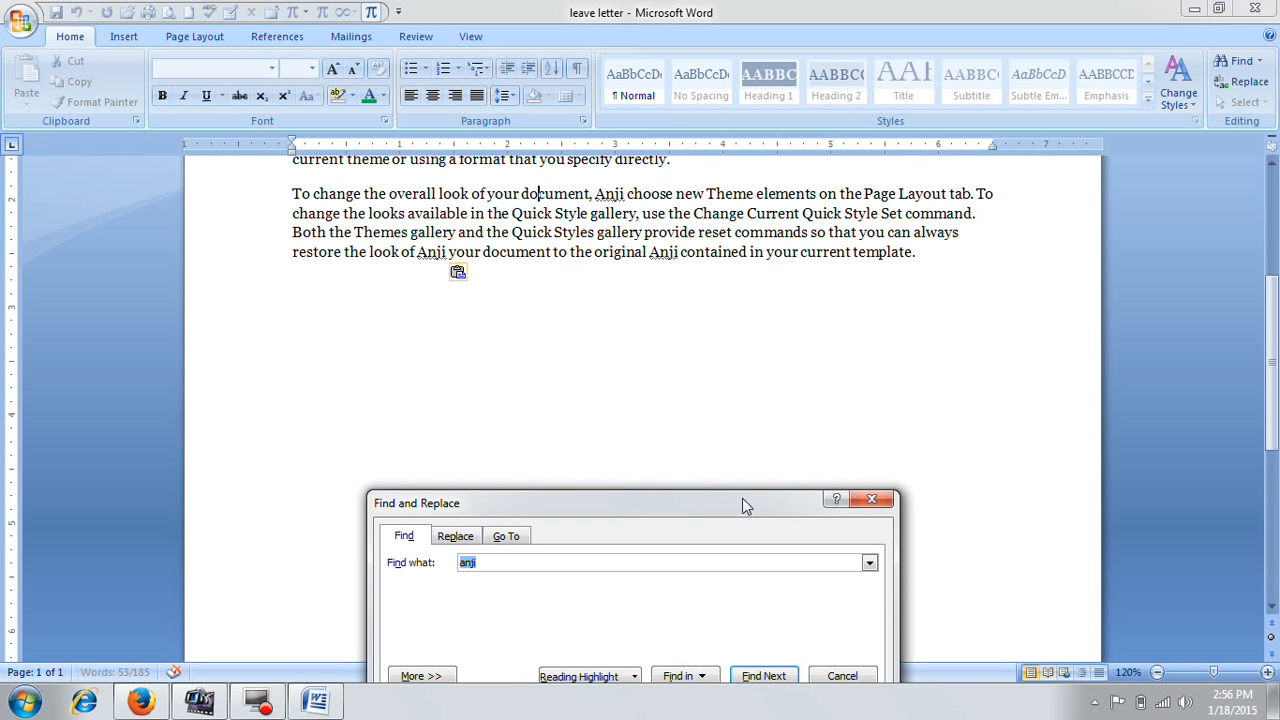 leave letter - Microsoft Word
Home Insert Page Layout References Mailings Review View
Cut
Copy
Format Painter
Paste
Clipboard
Font
Paragraph
AaBbCcDc AaBbCcDc AABBC AABBCC AAI AABBCC AaBbCcDc AABBCCL
¶ Normal No Spacing Heading 1 Heading 2 Title Subtitle Subtle Em... Emphasis
Change Styles
Styles
Find
Replace
Select
Editing
current theme or using a format that you specify directly.
To change the overall look of your document, Anji choose new Theme elements on the Page Layout tab. To
change the looks available in the Quick Style gallery, use the Change Current Quick Style Set command.
Both the Themes gallery and the Quick Styles gallery provide reset commands so that you can always
restore the look of Anji your document to the original Anji contained in your current template.
Find and Replace
Find Replace Go To
Find what: anji
More >> Reading Highlight Find in Find Next Cancel
Page: 1 of 1 Words: 53/185 120%
2:56 PM
1/18/2015